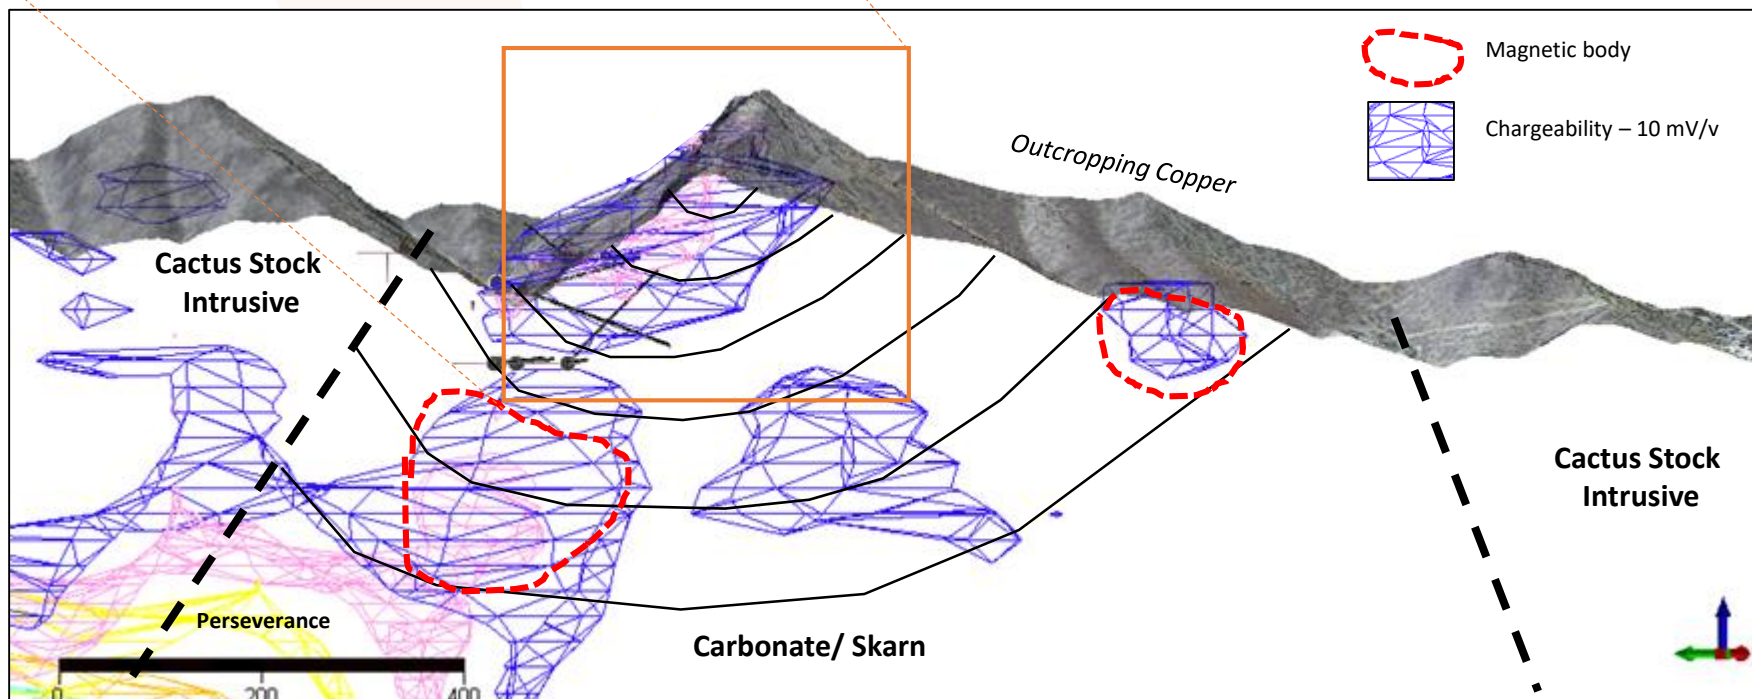 Magnetic body
Chargeability – 10 mV/v
Outcropping Copper
Cactus Stock
Intrusive
Cactus Stock
Intrusive
Perseverance
Carbonate/ Skarn
0 200 400